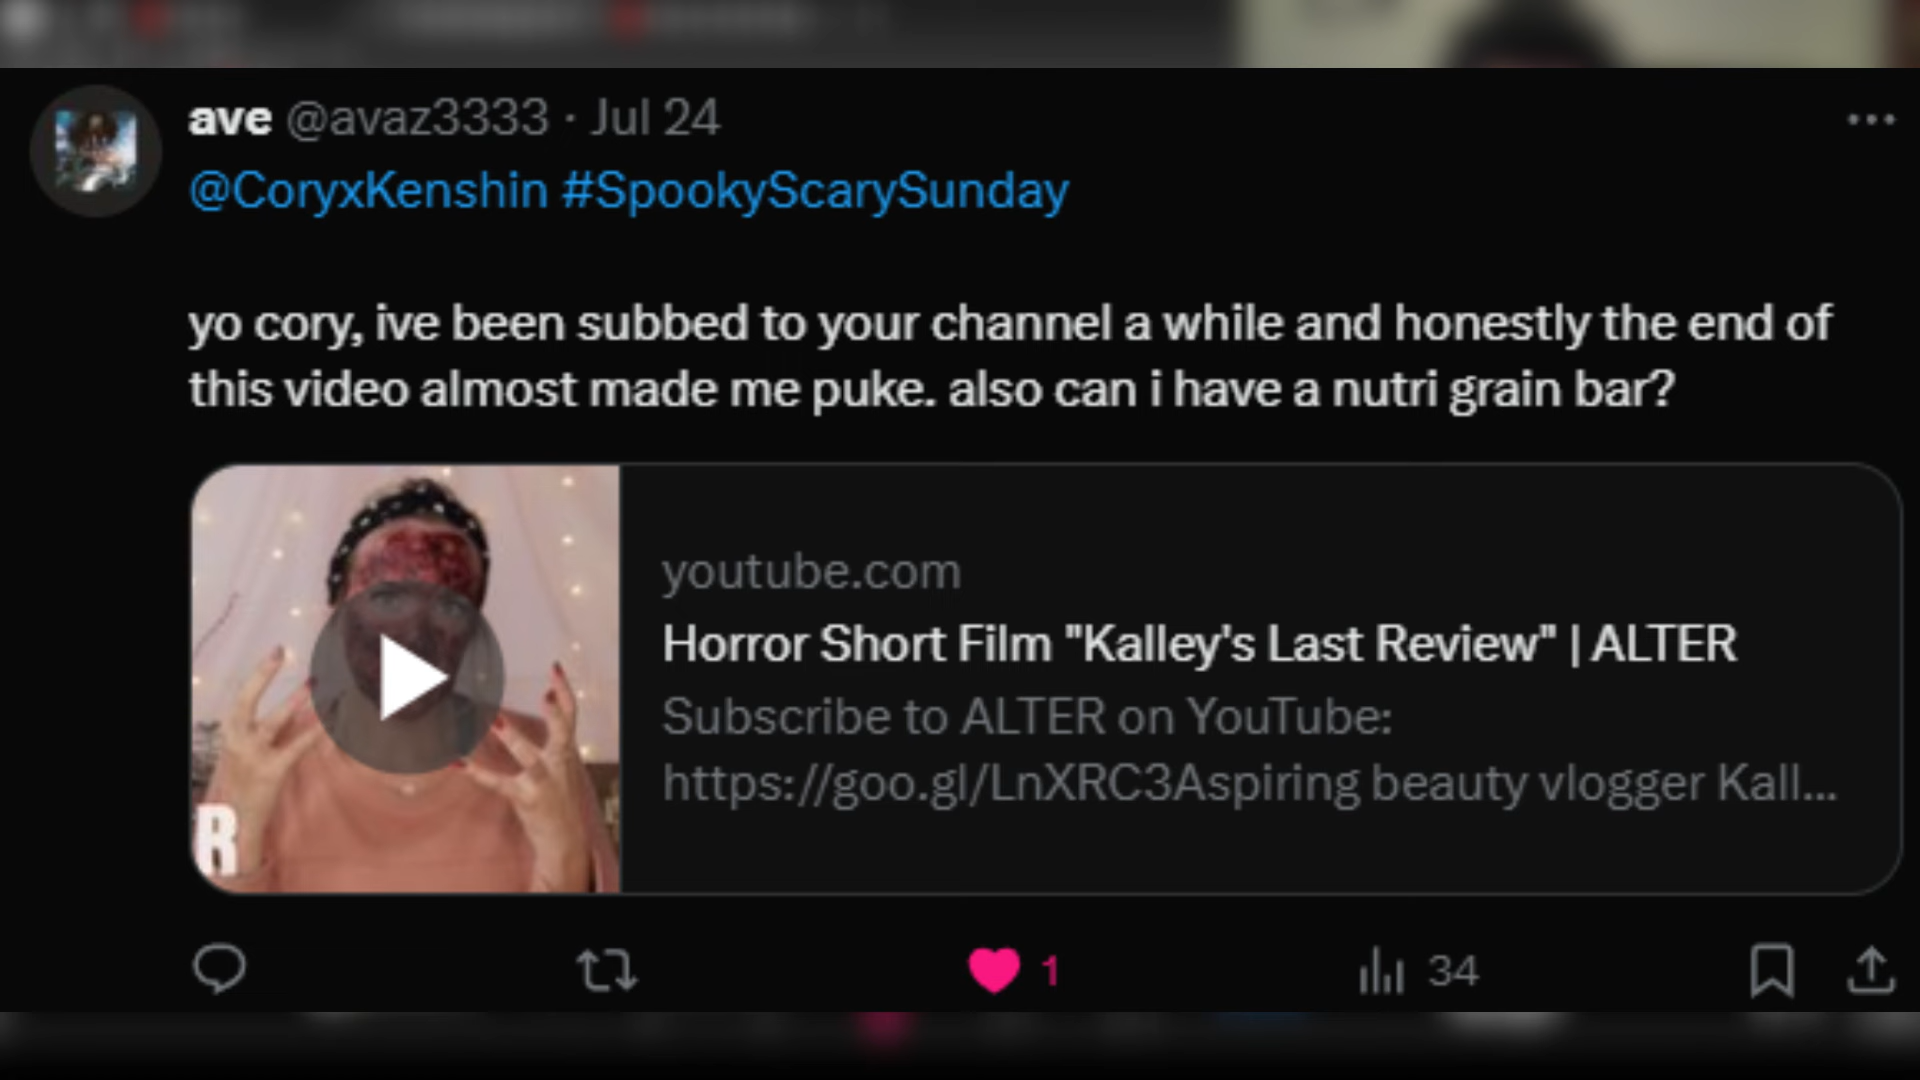 ave @avaz3333 · Jul 24
@CoryxKenshin #SpookyScarySunday
yo cory, ive been subbed to your channel a while and honestly the end of
this video almost made me puke. also can i have a nutri grain bar?
youtube.com
Horror Short Film "Kalley's Last Review" | ALTER
Subscribe to ALTER on YouTube:
https://goo.gl/LnXRC3Aspiring beauty vlogger Kall...
R
1
34